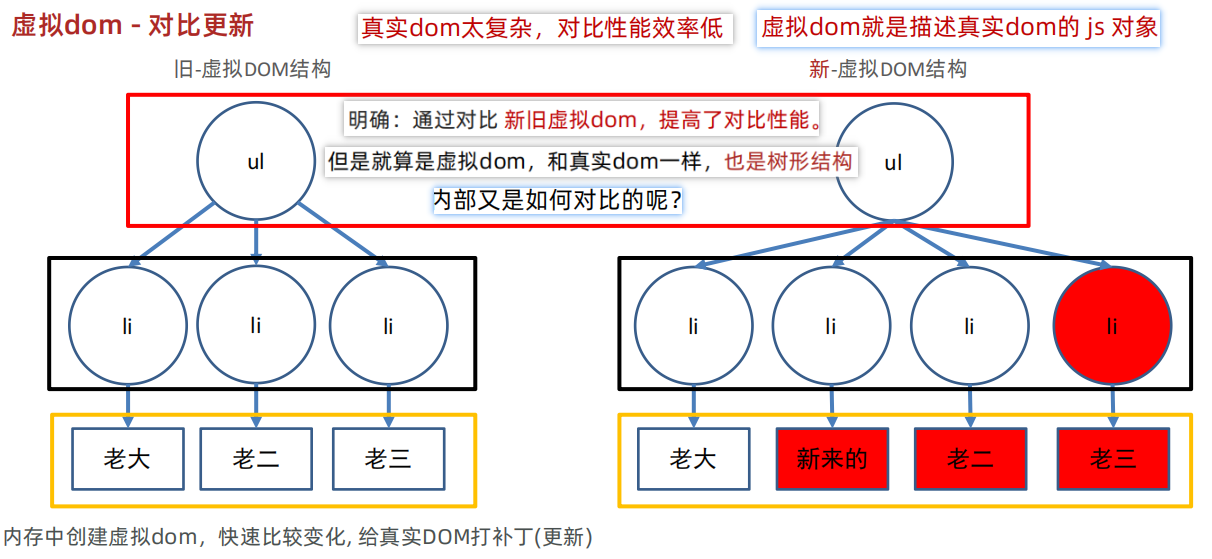 虚拟dom - 对比更新
真实dom太复杂，对比性能效率低
虚拟dom就是描述真实dom的 js 对象
旧-虚拟DOM结构
新-虚拟DOM结构
明确：通过对比 新旧虚拟dom，提高了对比性能。
但是就算是虚拟dom，和真实dom一样，也是树形结构
内部又是如何对比的呢？
ul
ul
li
li
li
li
li
li
li
老大
老二
老三
老大
新来的
老二
老三
内存中创建虚拟dom，快速比较变化, 给真实DOM打补丁(更新)